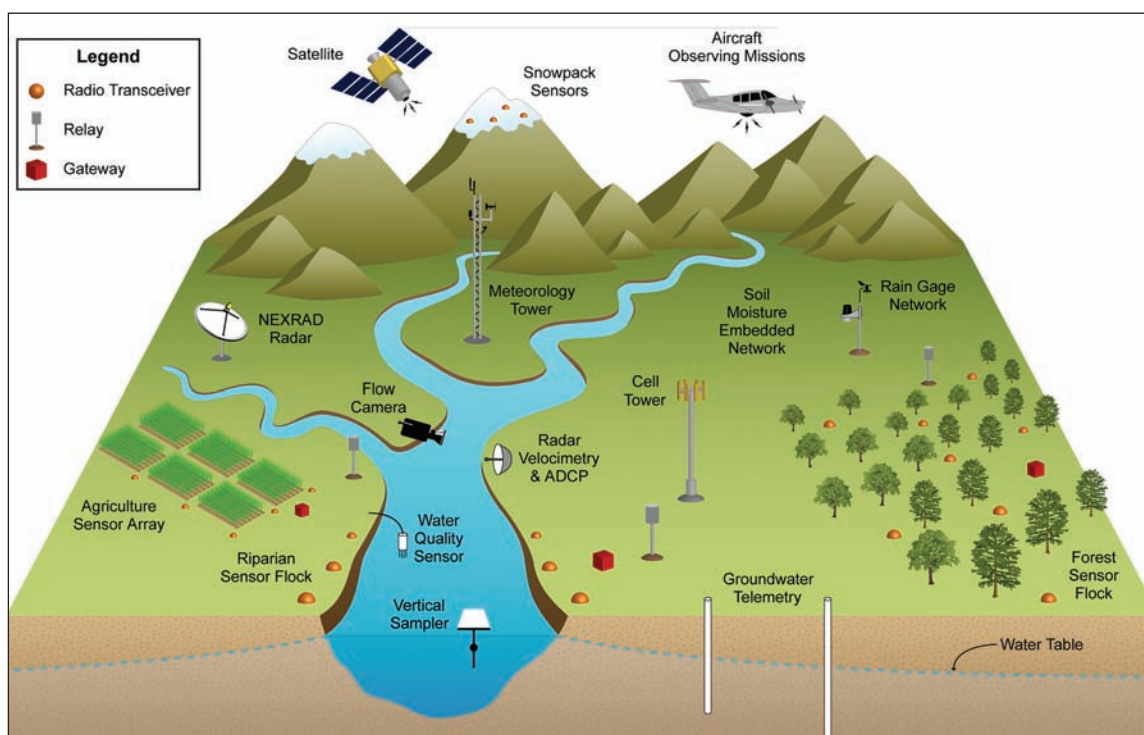 Legend
Radio Transceiver
Relay
Gateway
Satellite
Snowpack
Sensors
Aircraft
Observing Missions
NEXRAD
Radar
Meteorology
Tower
Soil
Moisture
Embedded
Network
Rain Gage
Network
Flow
Camera
Cell
Tower
Radar
Velocimetry
& ADCP
Agriculture
Sensor Array
Water
Quality
Sensor
Riparian
Sensor Flock
Groundwater
Telemetry
Forest
Sensor
Flock
Vertical
Sampler
Water Table